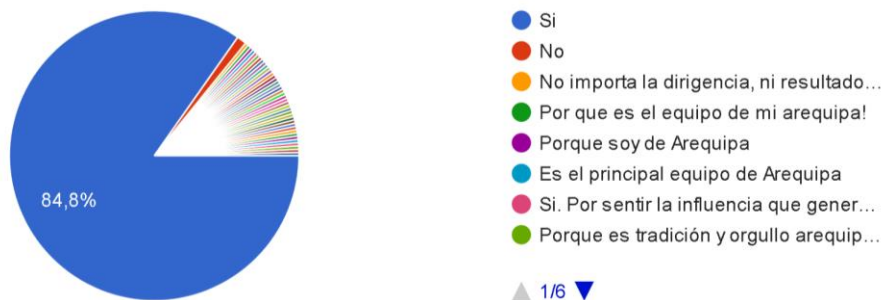 Si
No
No importa la dirigencia, ni resultado...
Por que es el equipo de mi arequipa!
Porque soy de Arequipa
84,8%
Es el principal equipo de Arequipa
Si. Por sentir la influencia que gener...
Porque es tradición y orgullo arequip...
1/6